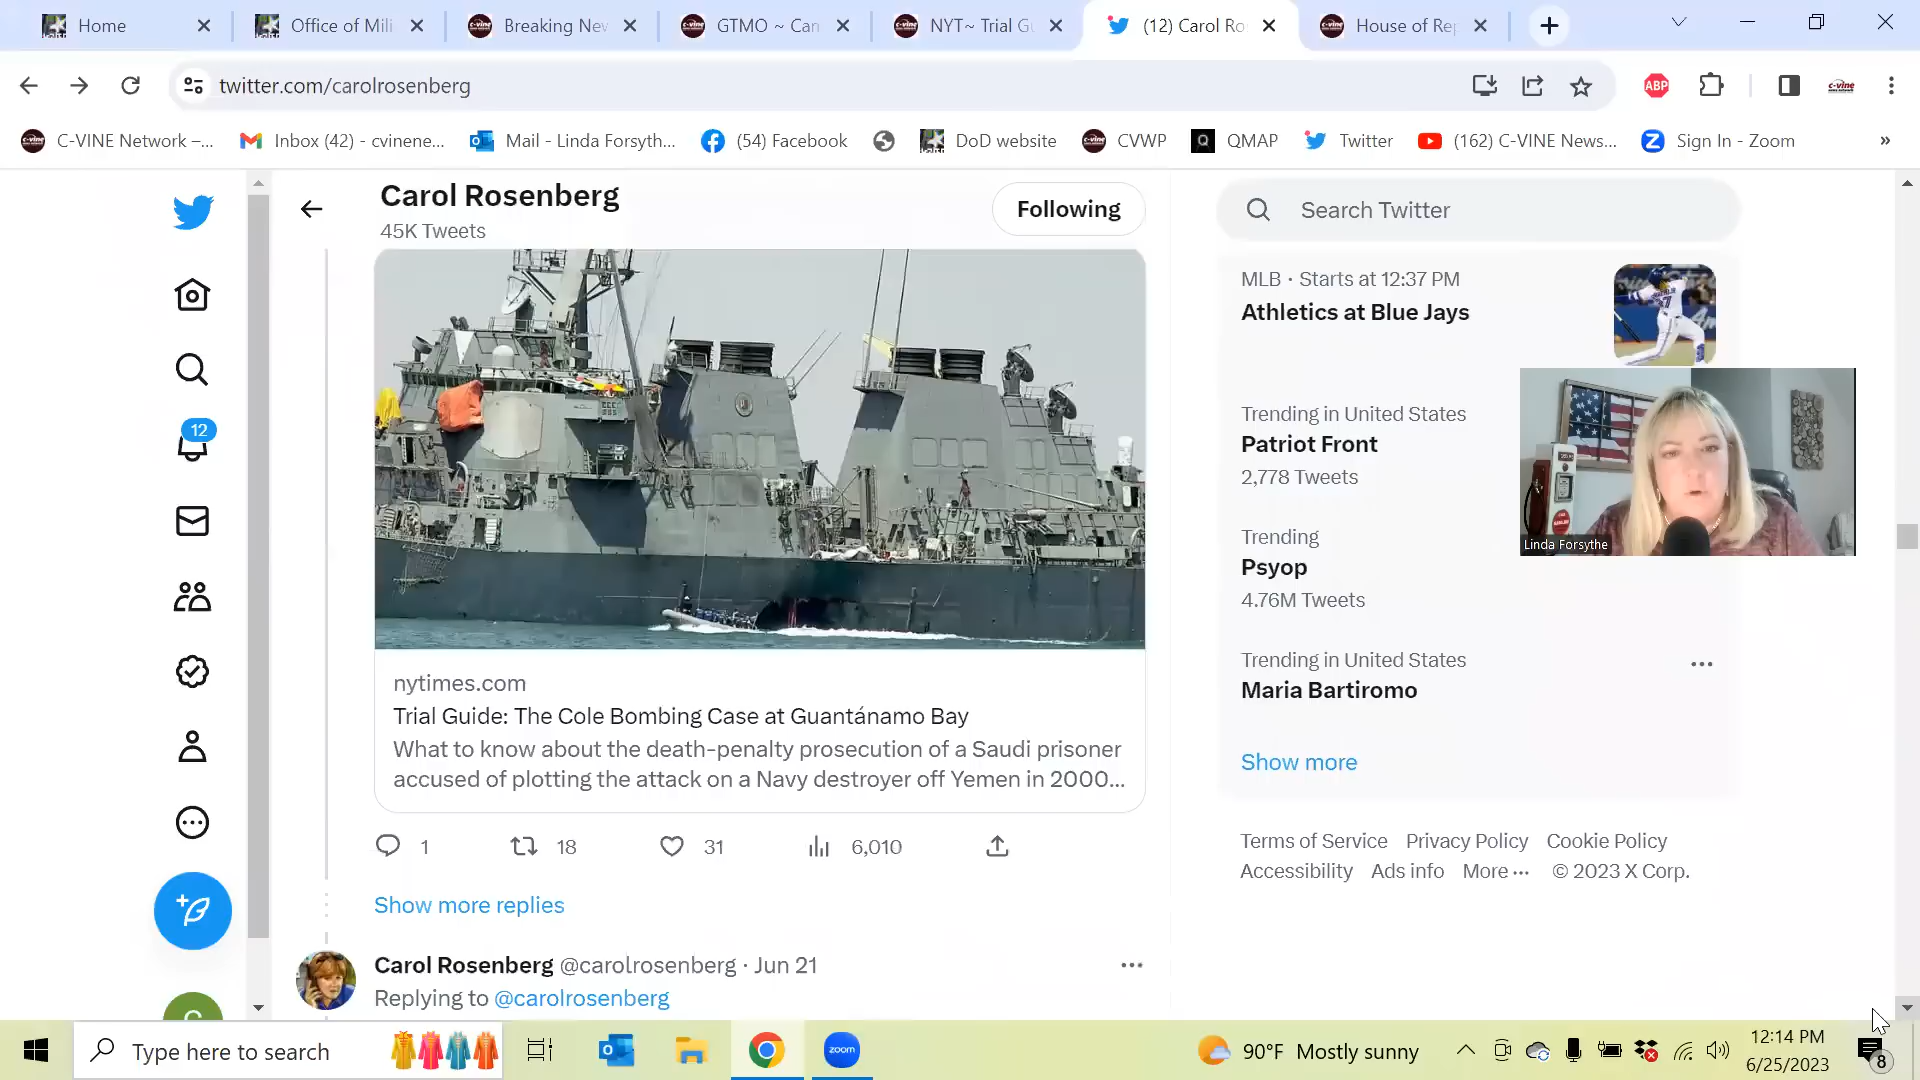 Home
Office of Mili
Breaking Nev
GTMO ~ Can
NYT~ Trial Gu
(12) Carol Ro
House of Rep
twitter.com/carolrosenberg
ABP
c-vine
C-VINE Network –...
Inbox (42) - cvinene...
Mail - Linda Forsyth...
(54) Facebook
DoD website
CVWP
QMAP
Twitter
(162) C-VINE News...
Sign In - Zoom
»
Carol Rosenberg
45K Tweets
Following
Search Twitter
MLB · Starts at 12:37 PM
Athletics at Blue Jays
Trending in United States
Patriot Front
2,778 Tweets
Linda Forsythe
Trending
Psyop
4.76M Tweets
Trending in United States
Maria Bartiromo
Show more
12
nytimes.com
Trial Guide: The Cole Bombing Case at Guantánamo Bay
What to know about the death-penalty prosecution of a Saudi prisoner
accused of plotting the attack on a Navy destroyer off Yemen in 2000...
1
18
31
6,010
Terms of Service Privacy Policy Cookie Policy
Accessibility Ads info More ··· © 2023 X Corp.
Show more replies
Carol Rosenberg @carolrosenberg · Jun 21
Replying to @carolrosenberg
Type here to search
zoom
90°F Mostly sunny
12:14 PM
6/25/2023
8